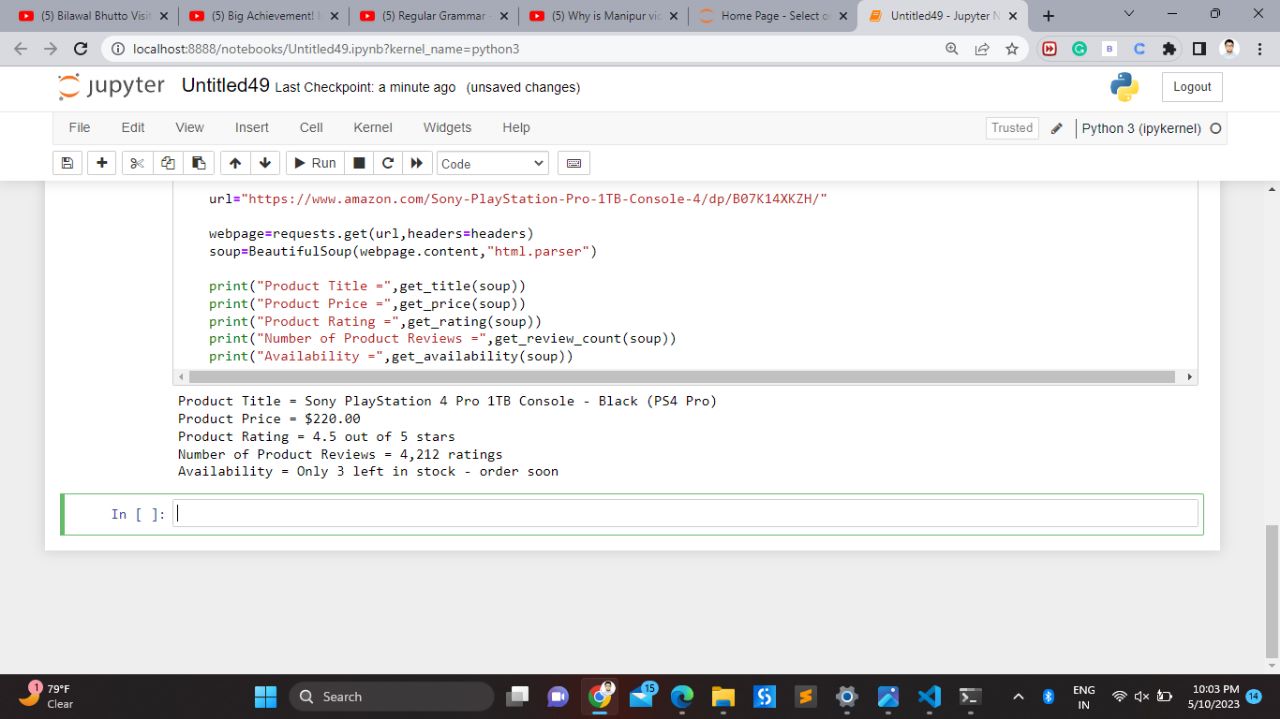 (5) Bilawal Bhutto Visit
(5) Big Achievement!
(5) Regular Grammar -
(5) Why is Manipur vio
Home Page - Select o
Untitled49 - Jupyter N
localhost:8888/notebooks/Untitled49.ipynb?kernel_name=python3
jupyter Untitled49 Last Checkpoint: a minute ago (unsaved changes)
Logout
File Edit View Insert Cell Kernel Widgets Help
Trusted
Python 3 (ipykernel)
Run
Code
url="https://www.amazon.com/Sony-PlayStation-Pro-1TB-Console-4/dp/B07K14XKZH/"
webpage=requests.get(url,headers=headers)
soup=BeautifulSoup(webpage.content,"html.parser")
print("Product Title =",get_title(soup))
print("Product Price =",get_price(soup))
print("Product Rating =",get_rating(soup))
print("Number of Product Reviews =",get_review_count(soup))
print("Availability =",get_availability(soup))
Product Title = Sony PlayStation 4 Pro 1TB Console - Black (PS4 Pro)
Product Price = $220.00
Product Rating = 4.5 out of 5 stars
Number of Product Reviews = 4,212 ratings
Availability = Only 3 left in stock - order soon
In [ ]:
1
79°F
Clear
Search
15
ENG
IN
10:03 PM
5/10/2023
14